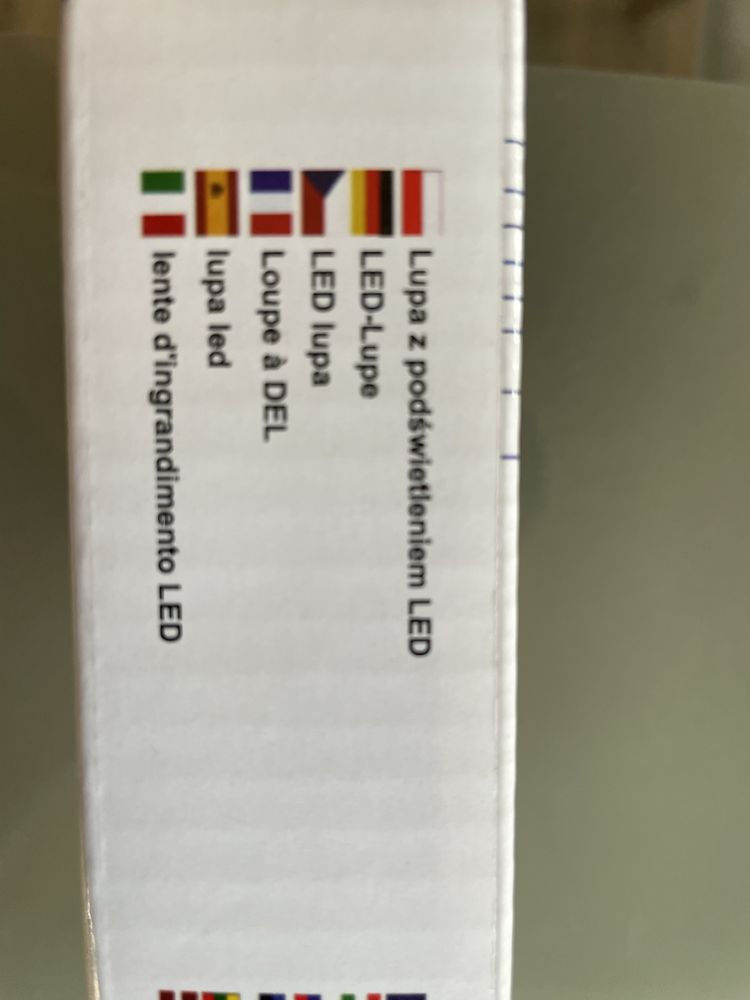 Lupa z podświetleniem LED
LED-Lupe
LED lupa
Loupe à DEL
lupa led
lente d'ingrandimento LED